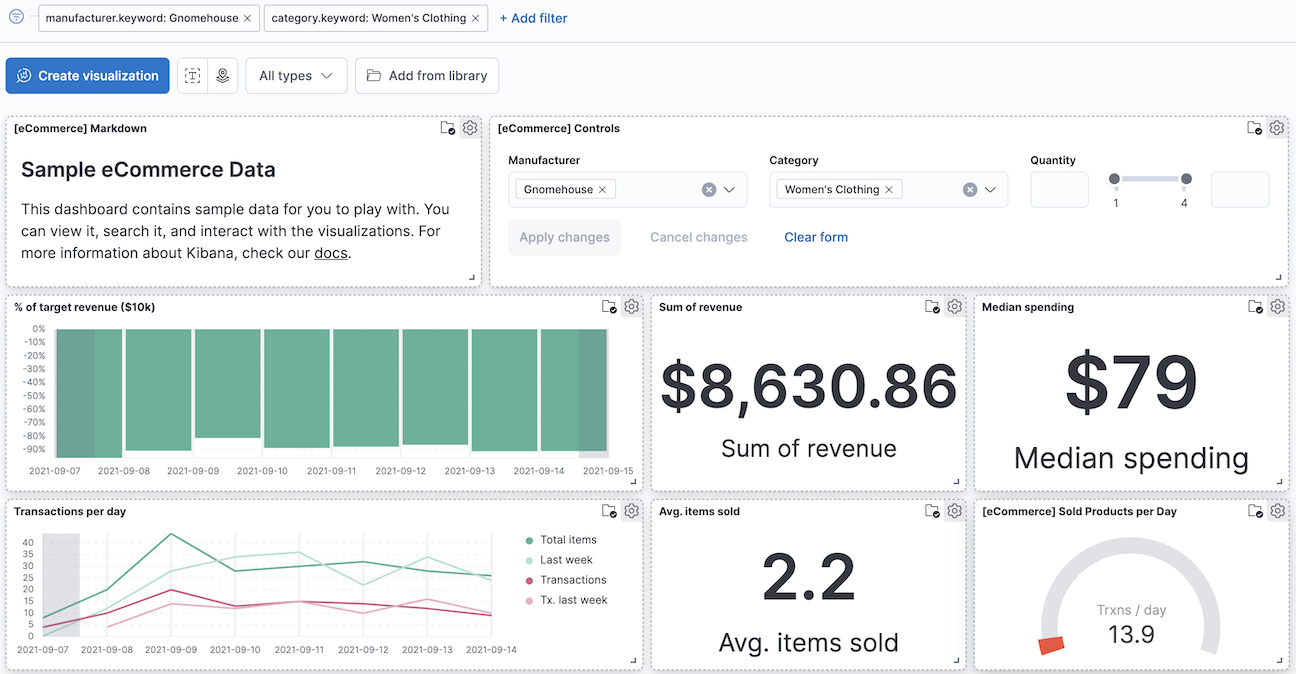 manufacturer.keyword: Gnomehouse × category.keyword: Women's Clothing × + Add filter
Create visualization All types Add from library
[eCommerce] Markdown
Sample eCommerce Data
This dashboard contains sample data for you to play with. You
can view it, search it, and interact with the visualizations. For
more information about Kibana, check our docs.
[eCommerce] Controls
Manufacturer Category Quantity
Gnomehouse × Women's Clothing ×
1 4
Apply changes Cancel changes Clear form
% of target revenue ($10k)
0%
-10%
-20%
-30%
-40%
-50%
-60%
-70%
-80%
-90%
2021-09-07 2021-09-08 2021-09-09 2021-09-10 2021-09-11 2021-09-12 2021-09-13 2021-09-14 2021-09-15
Sum of revenue
$8,630.86
Sum of revenue
Median spending
$79
Median spending
Transactions per day
40
35
30
25
20
15
10
5
0
2021-09-07 2021-09-08 2021-09-09 2021-09-10 2021-09-11 2021-09-12 2021-09-13 2021-09-14
Total items
Last week
Transactions
Tx. last week
Avg. items sold
2.2
Avg. items sold
[eCommerce] Sold Products per Day
Trxns / day
13.9